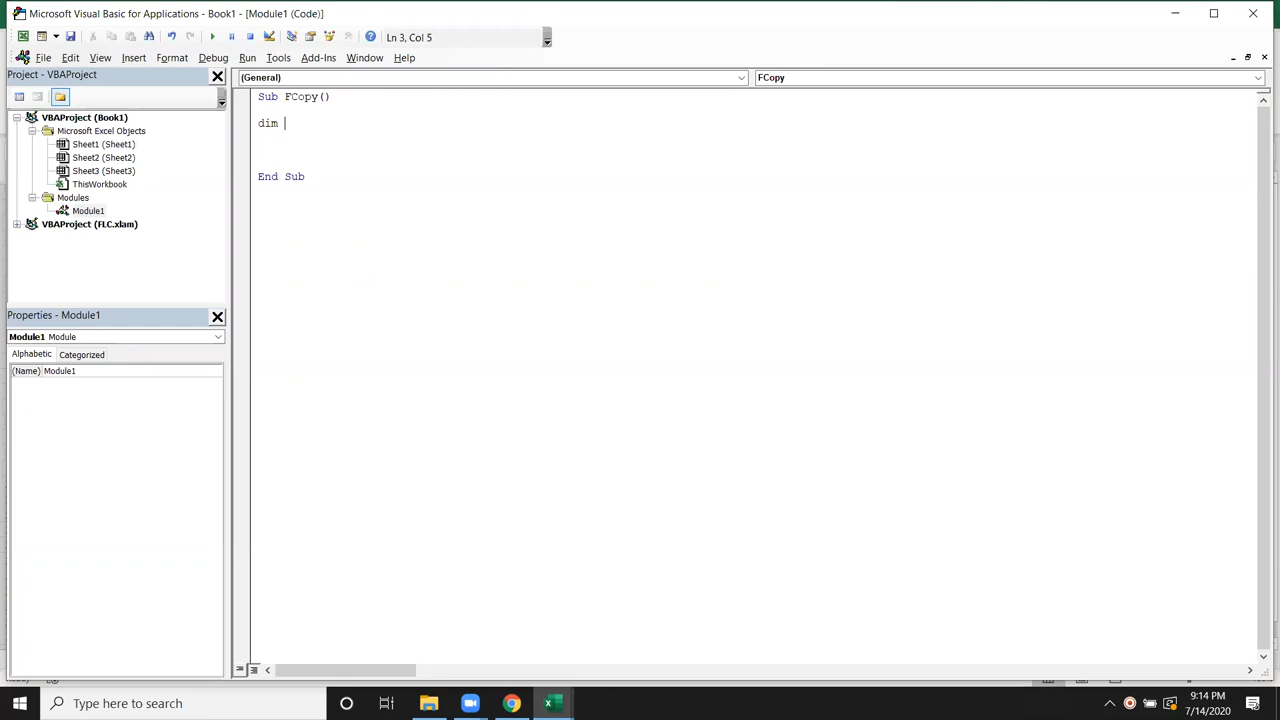 Microsoft Visual Basic for Applications - Book1 - [Module1 (Code)]
Ln 3, Col 5
File Edit View Insert Format Debug Run Tools Add-Ins Window Help
Project - VBAProject
(General)
FCopy
Sub FCopy()
dim
End Sub
VBAProject (Book1)
Microsoft Excel Objects
Sheet1 (Sheet1)
Sheet2 (Sheet2)
Sheet3 (Sheet3)
ThisWorkbook
Modules
Module1
VBAProject (FLC.xlam)
Properties - Module1
Module1 Module
Alphabetic Categorized
(Name) Module1
Type here to search
9:14 PM
7/14/2020